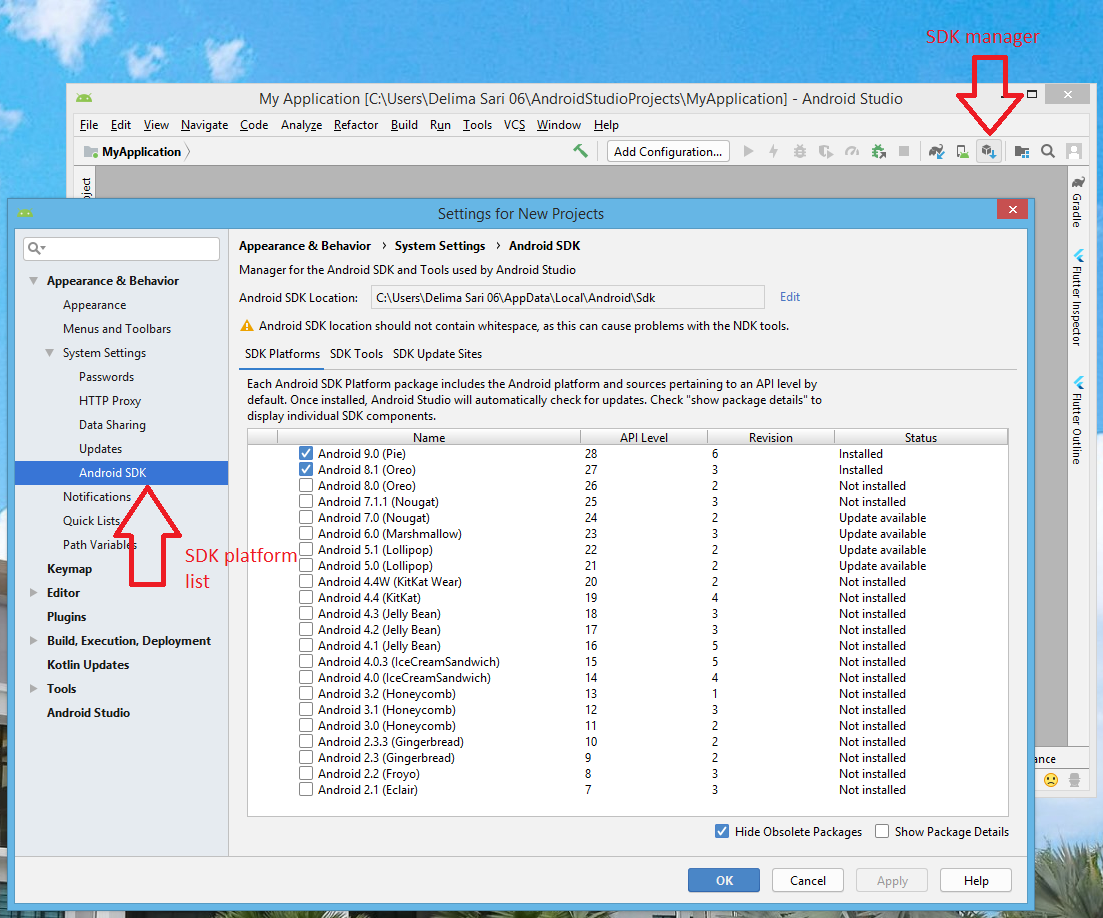 SDK manager
My Application [C:\Users\Delima Sari 06\AndroidStudioProjects\MyApplication] - Android Studio
File Edit View Navigate Code Analyze Refactor Build Run Tools VCS Window Help
MyApplication Add Configuration...
ject
Gradle
Flutter Inspector
Flutter Outline
Settings for New Projects
Appearance & Behavior
Appearance
Menus and Toolbars
System Settings
Passwords
HTTP Proxy
Data Sharing
Updates
Android SDK
Notifications
Quick Lists
Path Variables
Keymap
Editor
Plugins
Build, Execution, Deployment
Kotlin Updates
Tools
Android Studio
SDK platform
list
Appearance & Behavior › System Settings › Android SDK
Manager for the Android SDK and Tools used by Android Studio
Android SDK Location: C:\Users\Delima Sari 06\AppData\Local\Android\Sdk Edit
Android SDK location should not contain whitespace, as this can cause problems with the NDK tools.
SDK Platforms SDK Tools SDK Update Sites
Each Android SDK Platform package includes the Android platform and sources pertaining to an API level by
default. Once installed, Android Studio will automatically check for updates. Check "show package details" to
display individual SDK components.
Name API Level Revision Status
Android 9.0 (Pie) 28 6 Installed
Android 8.1 (Oreo) 27 3 Installed
Android 8.0 (Oreo) 26 2 Not installed
Android 7.1.1 (Nougat) 25 3 Not installed
Android 7.0 (Nougat) 24 2 Update available
Android 6.0 (Marshmallow) 23 3 Update available
Android 5.1 (Lollipop) 22 2 Update available
Android 5.0 (Lollipop) 21 2 Update available
Android 4.4W (KitKat Wear) 20 2 Not installed
Android 4.4 (KitKat) 19 4 Not installed
Android 4.3 (Jelly Bean) 18 3 Not installed
Android 4.2 (Jelly Bean) 17 3 Not installed
Android 4.1 (Jelly Bean) 16 5 Not installed
Android 4.0.3 (IceCreamSandwich) 15 5 Not installed
Android 4.0 (IceCreamSandwich) 14 4 Not installed
Android 3.2 (Honeycomb) 13 1 Not installed
Android 3.1 (Honeycomb) 12 3 Not installed
Android 3.0 (Honeycomb) 11 2 Not installed
Android 2.3.3 (Gingerbread) 10 2 Not installed
Android 2.3 (Gingerbread) 9 2 Not installed
Android 2.2 (Froyo) 8 3 Not installed
Android 2.1 (Eclair) 7 3 Not installed
Hide Obsolete Packages Show Package Details
ance
OK Cancel Apply Help